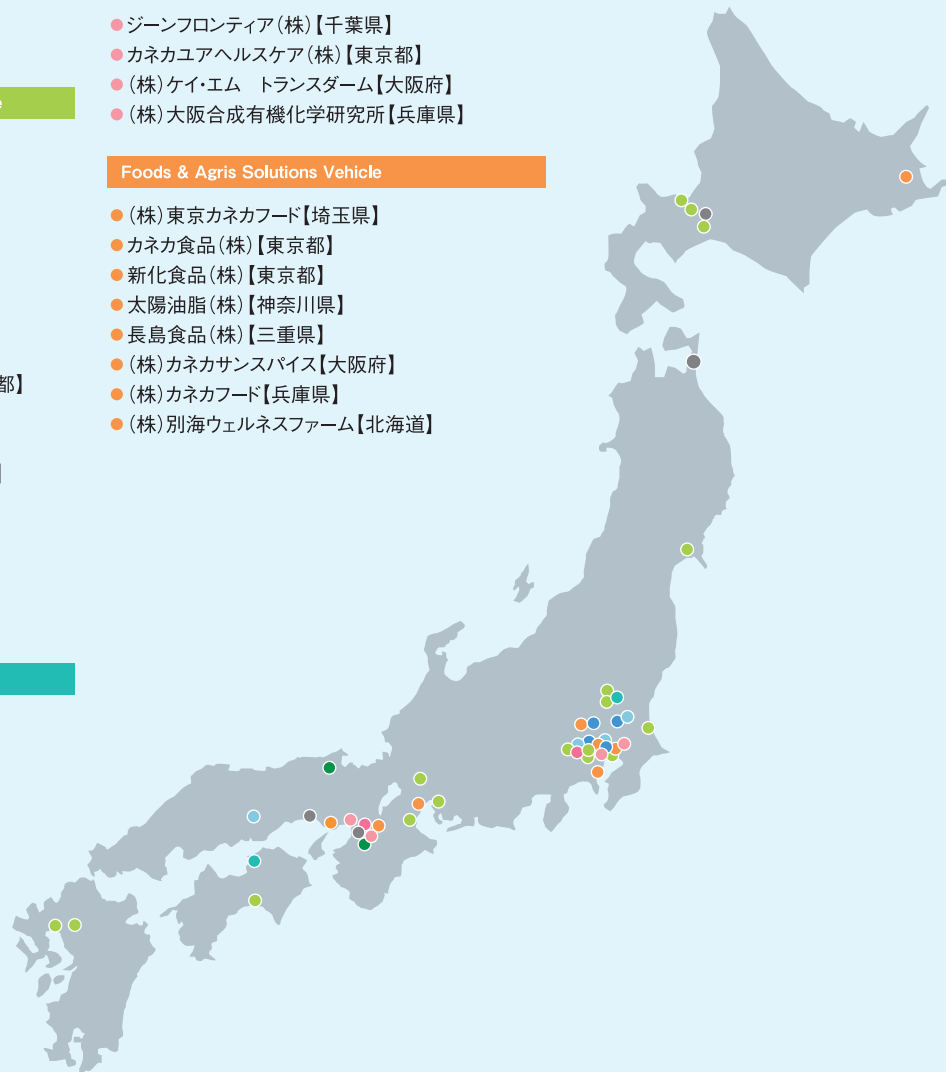 ● ジーンフロンティア（株）【千葉県】
● カネカユアヘルスケア（株）【東京都】
● （株）ケイ・エム　トランスダーム【大阪府】
● （株）大阪合成有機化学研究所【兵庫県】
e
Foods & Agris Solutions Vehicle
● （株）東京カネカフード【埼玉県】
● カネカ食品（株）【東京都】
● 新化食品（株）【東京都】
● 太陽油脂（株）【神奈川県】
● 長島食品（株）【三重県】
● （株）カネカサンスパイス【大阪府】
● （株）カネカフード【兵庫県】
● （株）別海ウェルネスファーム【北海道】
都】
】